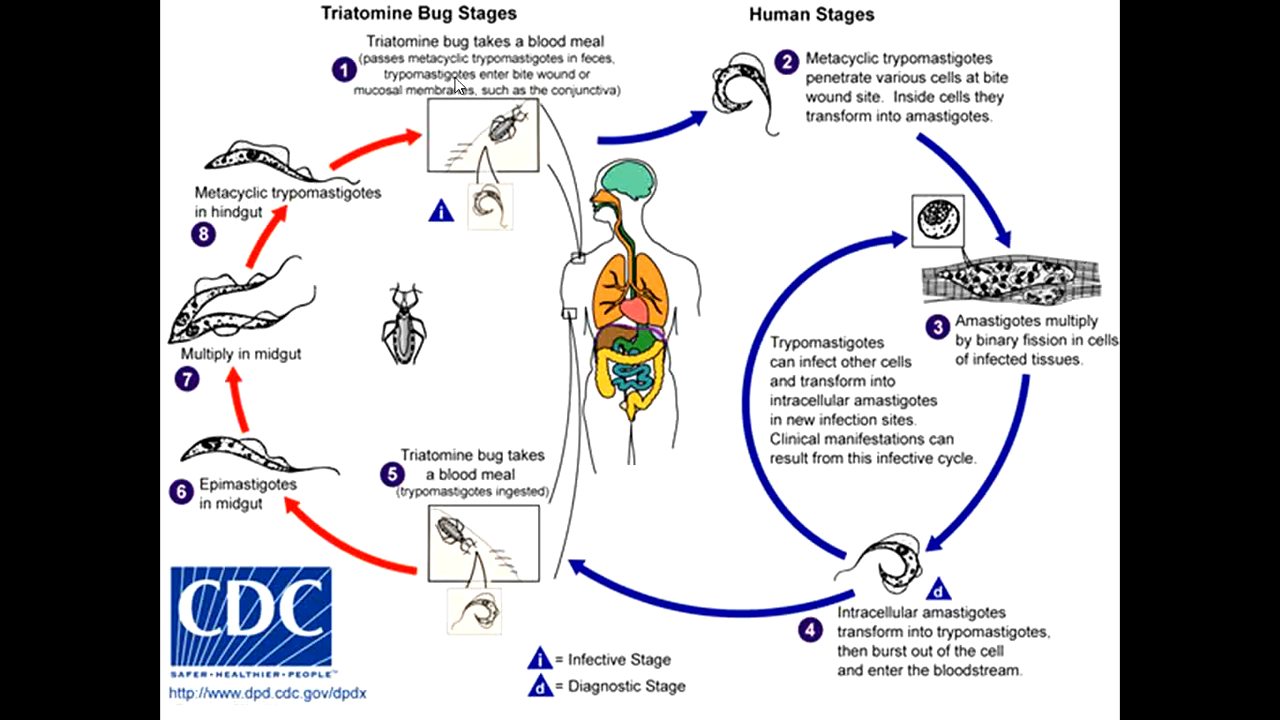 Triatomine Bug Stages
Human Stages
1
Triatomine bug takes a blood meal
(passes metacyclic trypomastigotes in feces,
trypomastigotes enter bite wound or
mucosal membranes, such as the conjunctiva)
i
2
Metacyclic trypomastigotes
penetrate various cells at bite
wound site. Inside cells they
transform into amastigotes.
3
Amastigotes multiply
by binary fission in cells
of infected tissues.
Trypomastigotes
can infect other cells
and transform into
intracellular amastigotes
in new infection sites.
Clinical manifestations can
result from this infective cycle.
d
4
Intracellular amastigotes
transform into trypomastigotes,
then burst out of the cell
and enter the bloodstream.
5
Triatomine bug takes
a blood meal
(trypomastigotes ingested)
6
Epimastigotes
in midgut
Multiply in midgut
7
Metacyclic trypomastigotes
in hindgut
8
i = Infective Stage
d = Diagnostic Stage
CDC
SAFER•HEALTHIER•PEOPLE™
http://www.dpd.cdc.gov/dpdx